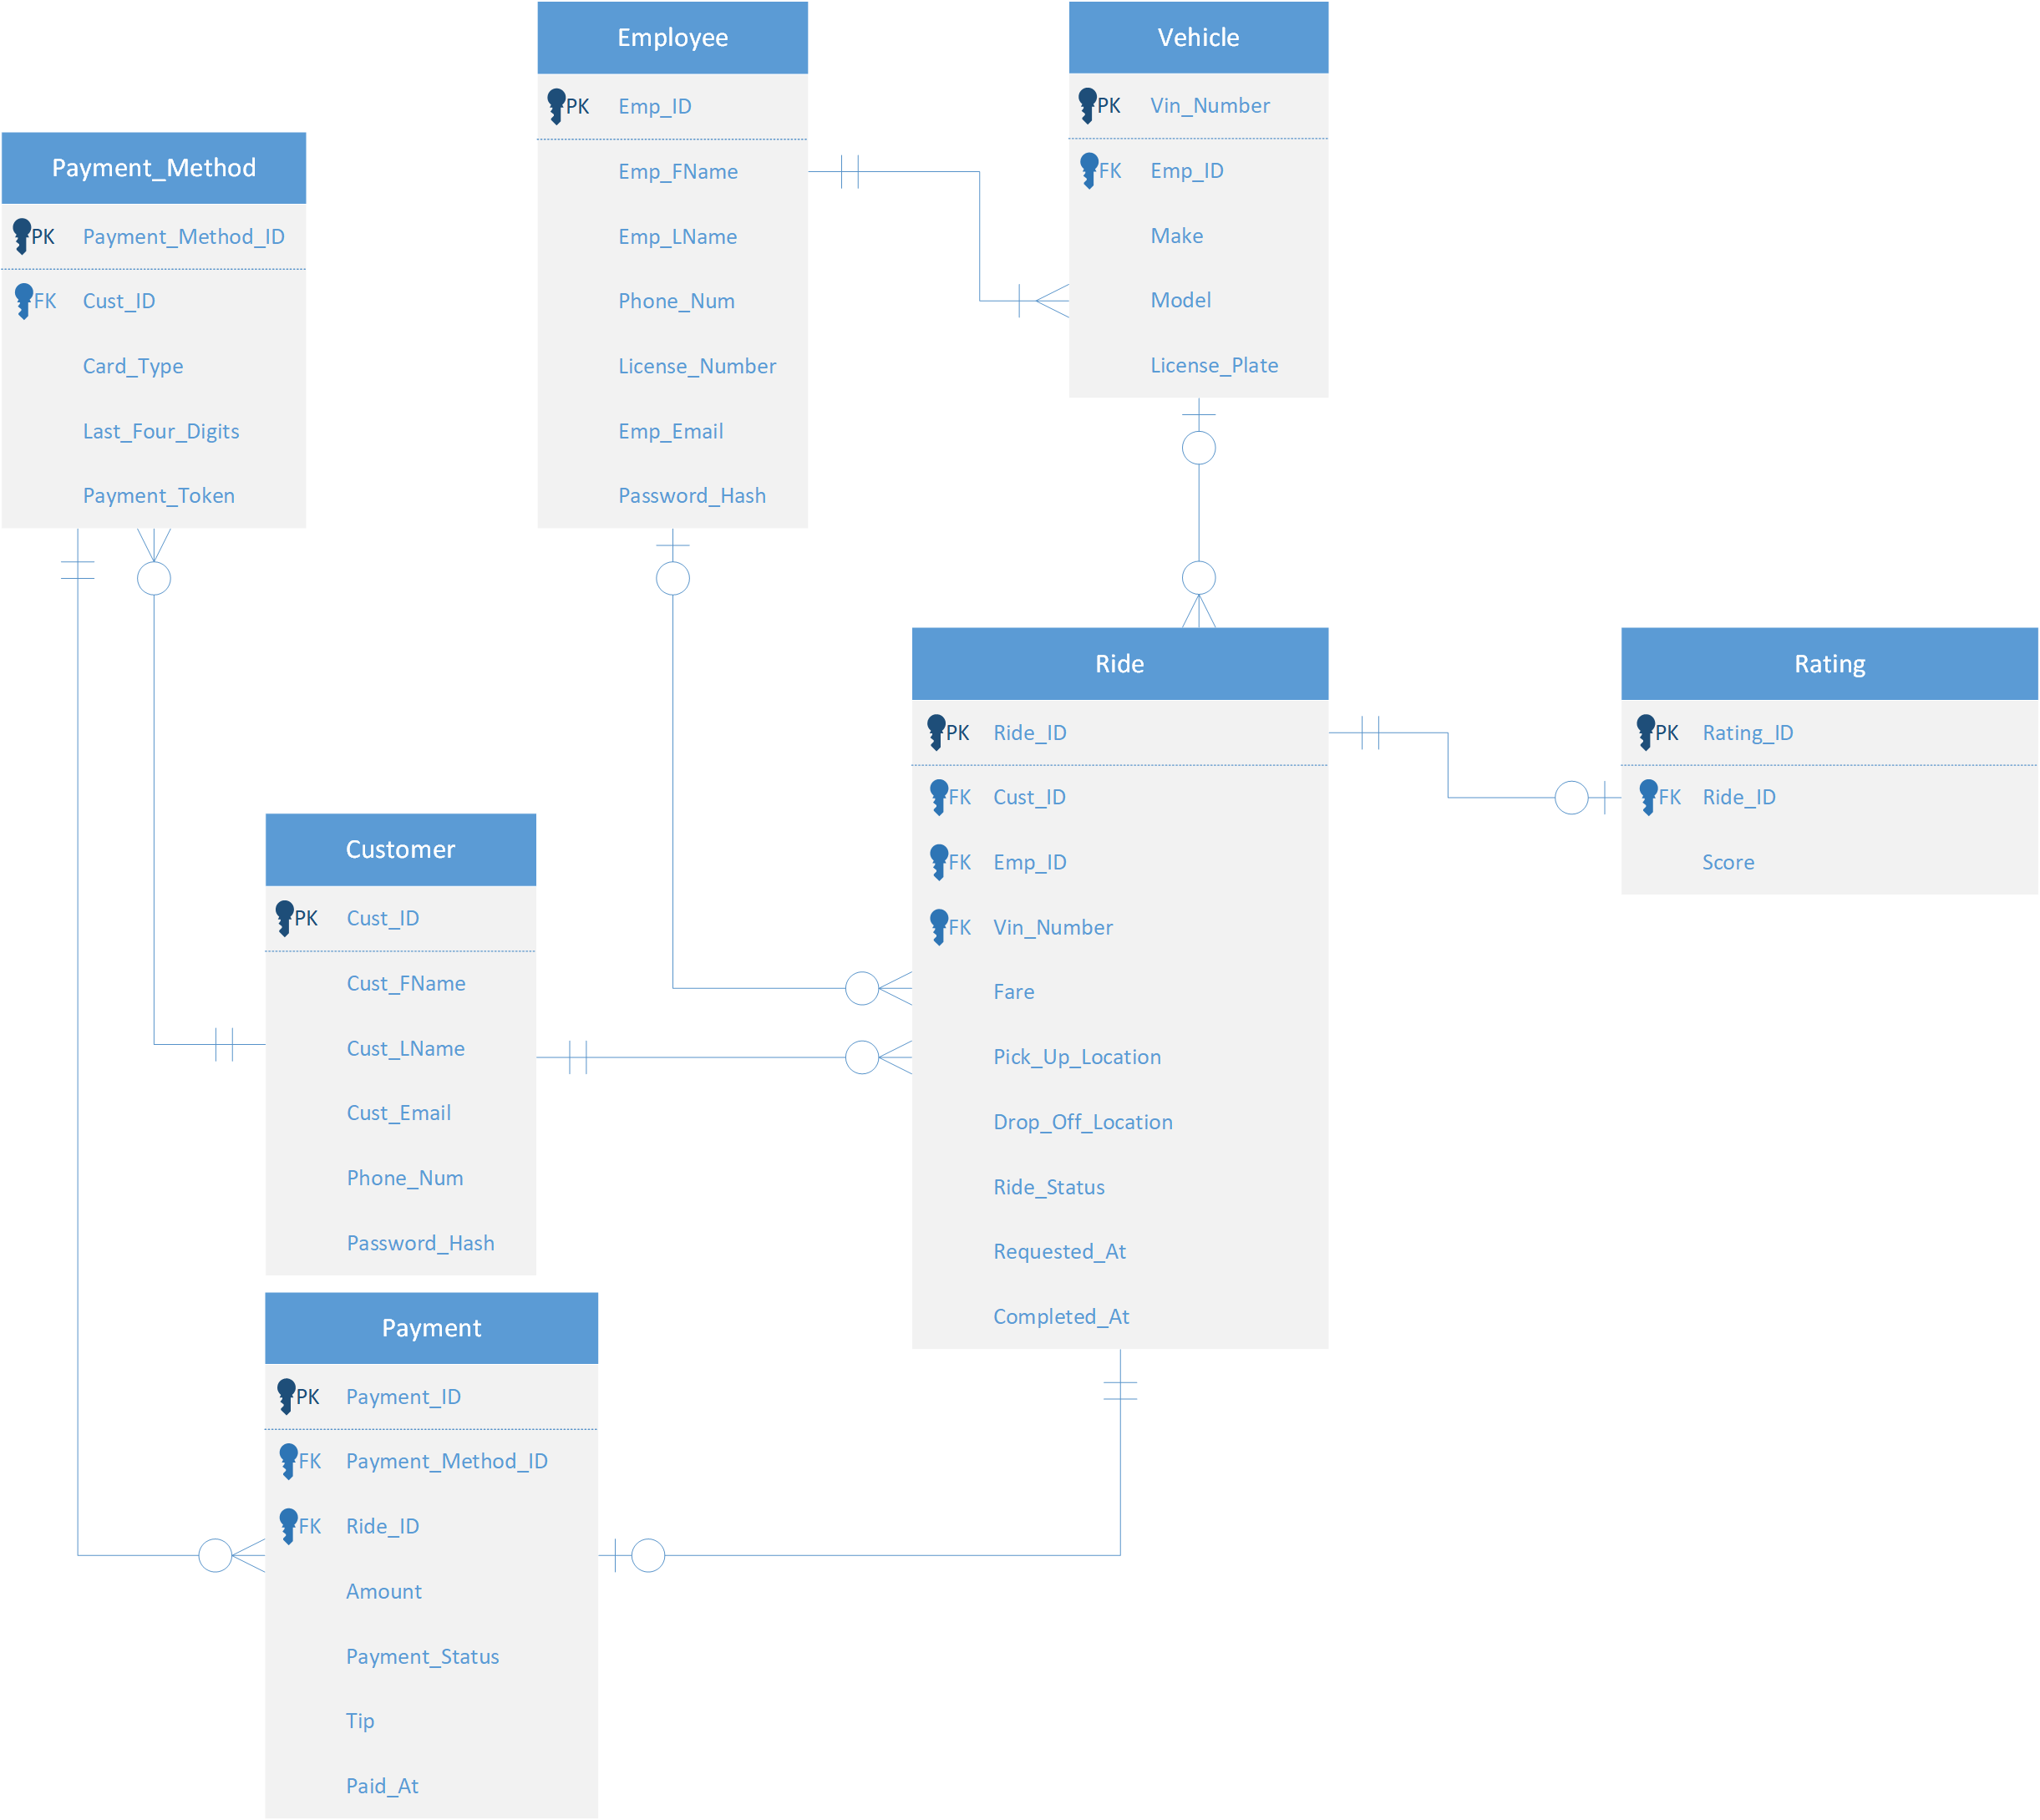 Employee
PK Emp_ID
Emp_FName
Emp_LName
Phone_Num
License_Number
Emp_Email
Password_Hash
Vehicle
PK Vin_Number
FK Emp_ID
Make
Model
License_Plate
Payment_Method
PK Payment_Method_ID
FK Cust_ID
Card_Type
Last_Four_Digits
Payment_Token
Ride
PK Ride_ID
FK Cust_ID
FK Emp_ID
FK Vin_Number
Fare
Pick_Up_Location
Drop_Off_Location
Ride_Status
Requested_At
Completed_At
Rating
PK Rating_ID
FK Ride_ID
Score
Customer
PK Cust_ID
Cust_FName
Cust_LName
Cust_Email
Phone_Num
Password_Hash
Payment
PK Payment_ID
FK Payment_Method_ID
FK Ride_ID
Amount
Payment_Status
Tip
Paid_At